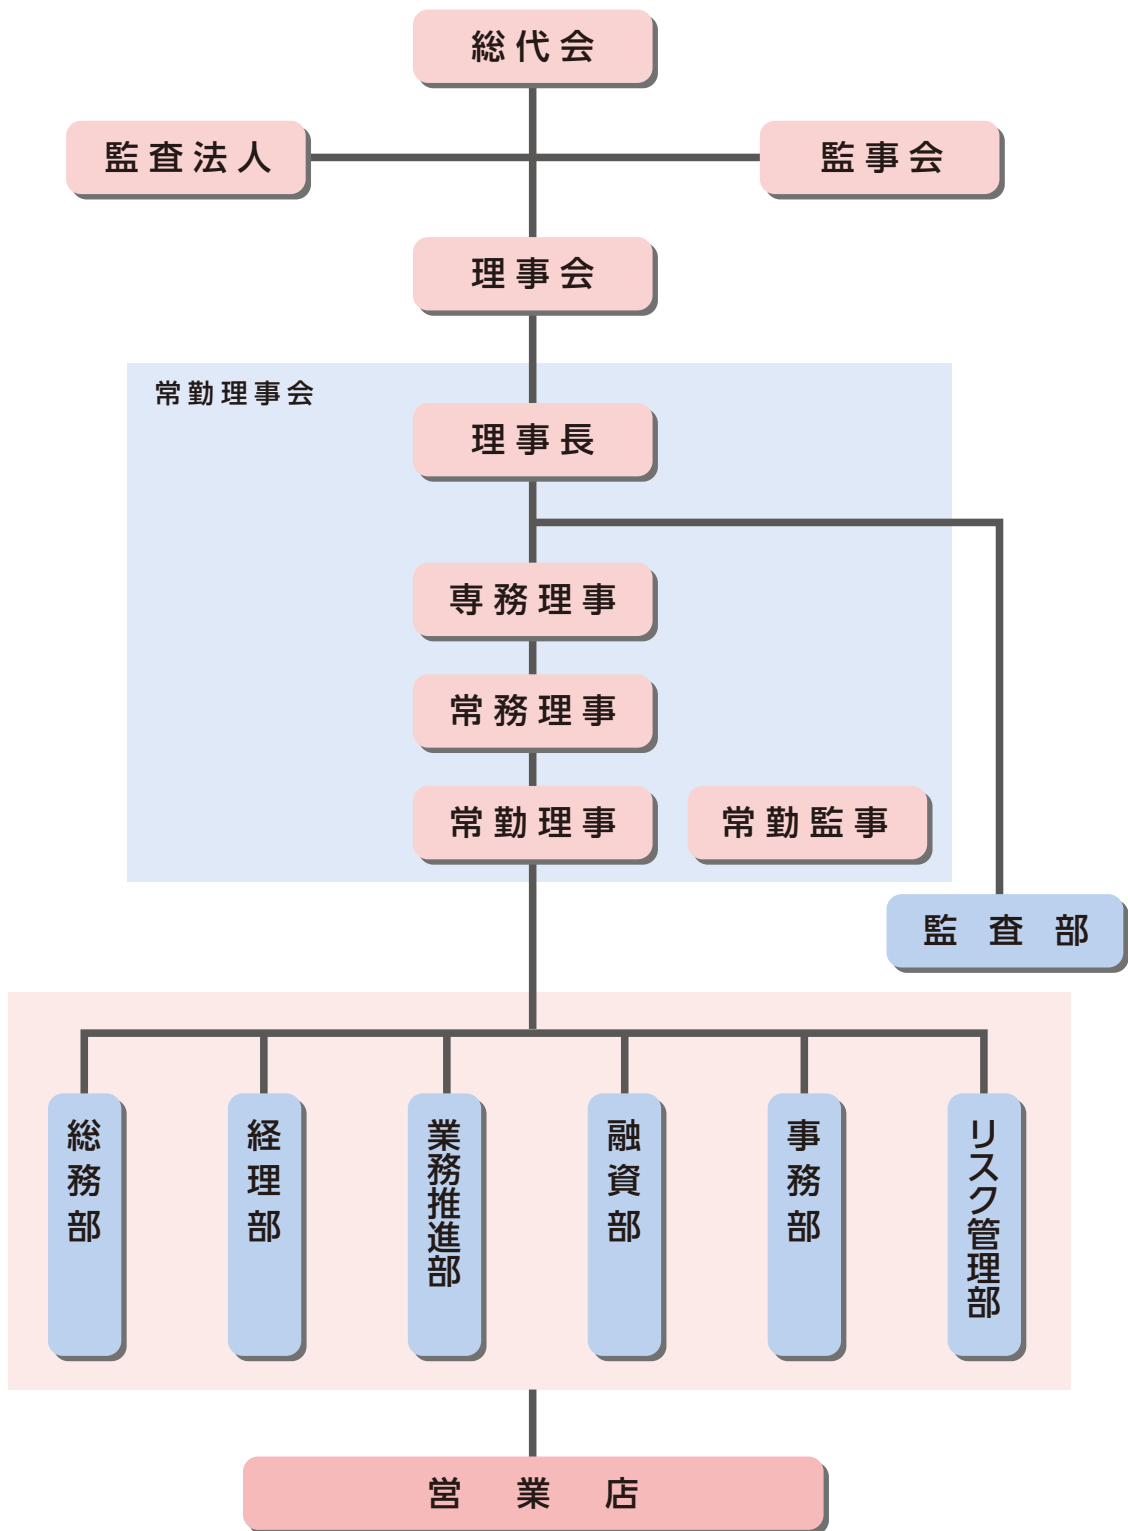 総代会
監査法人
監事会
理事会
常勤理事会
理事長
専務理事
常務理事
常勤理事
常勤監事
監査部
総務部
経理部
業務推進部
融資部
事務部
リスク管理部
営業店